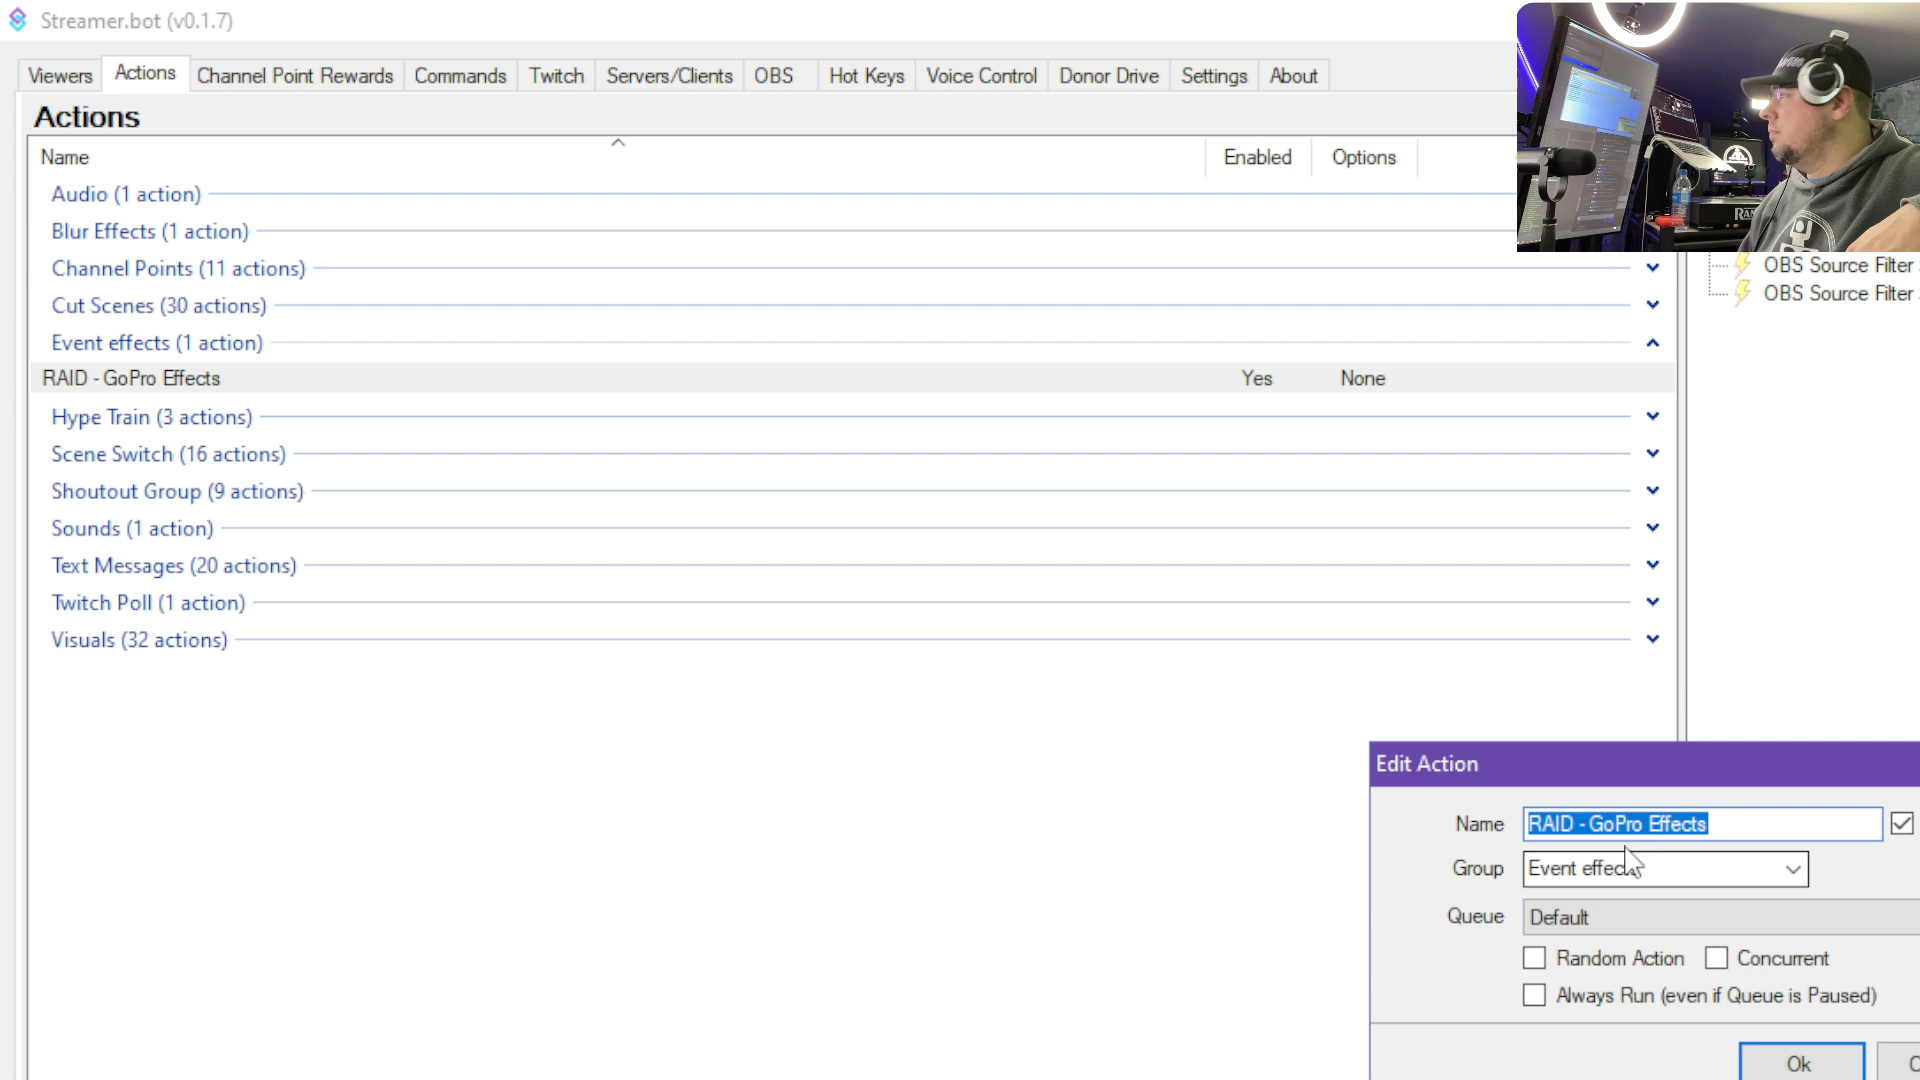 Streamer.bot (v0.1.7)
Viewers Actions Channel Point Rewards Commands Twitch Servers/Clients OBS Hot Keys Voice Control Donor Drive Settings About
Actions
Name Enabled Options
Audio (1 action)
Blur Effects (1 action)
Channel Points (11 actions)
OBS Source Filter
Cut Scenes (30 actions)
OBS Source Filter
Event effects (1 action)
RAID - GoPro Effects Yes None
Hype Train (3 actions)
Scene Switch (16 actions)
Shoutout Group (9 actions)
Sounds (1 action)
Text Messages (20 actions)
Twitch Poll (1 action)
Visuals (32 actions)
Edit Action
Name RAID - GoPro Effects
Group Event effects
Queue Default
Random Action Concurrent
Always Run (even if Queue is Paused)
Ok